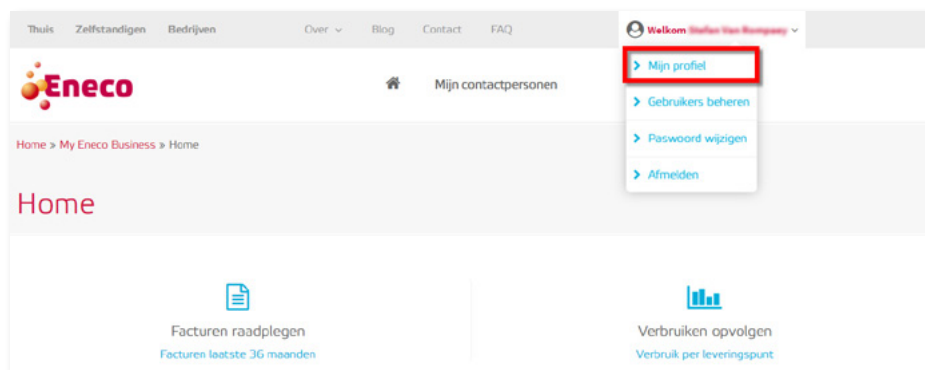 Thuis Zelfstandigen Bedrijven Over Blog Contact FAQ Welkom
Mijn profiel
Eneco Mijn contactpersonen
Gebruikers beheren
Home » My Eneco Business » Home
Paswoord wijzigen
Afmelden
Home
Facturen raadplegen Verbruiken opvolgen
Facturen laatste 36 maanden Verbruik per leveringspunt